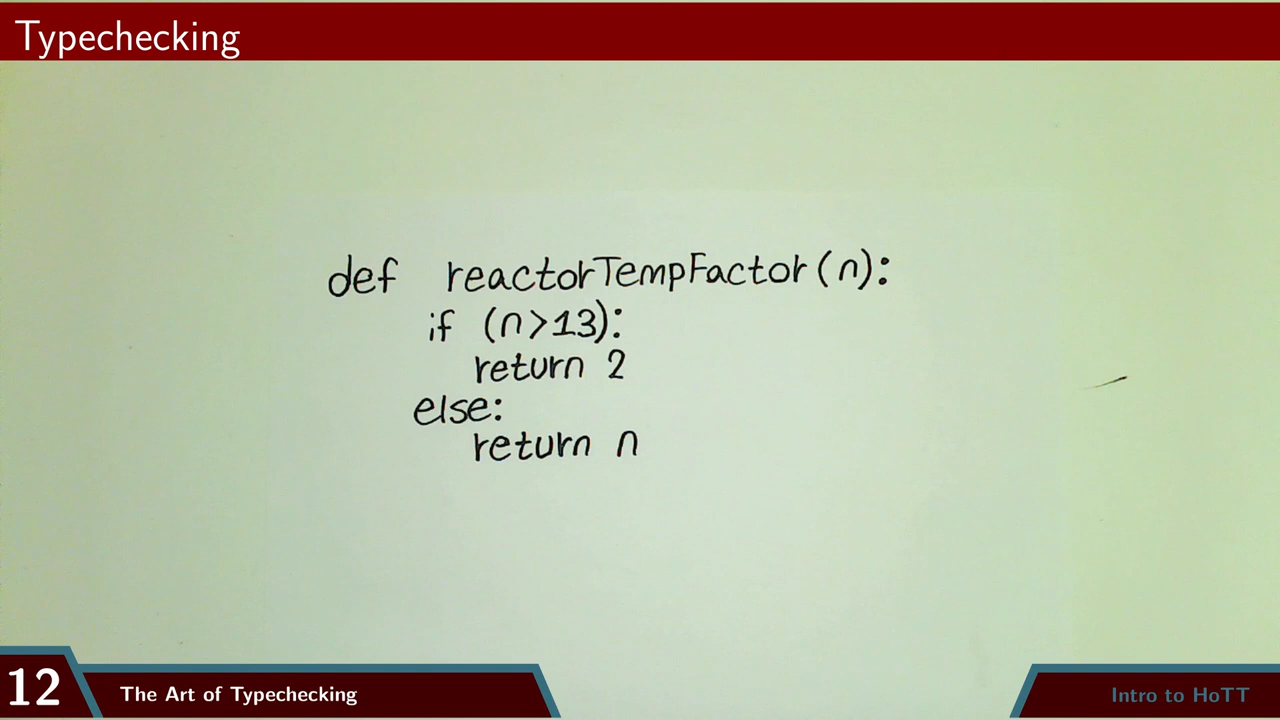 Typechecking
def reactorTempFactor(n):
if (n>13):
return 2
else:
return n
12
The Art of Typechecking
Intro to HoTT